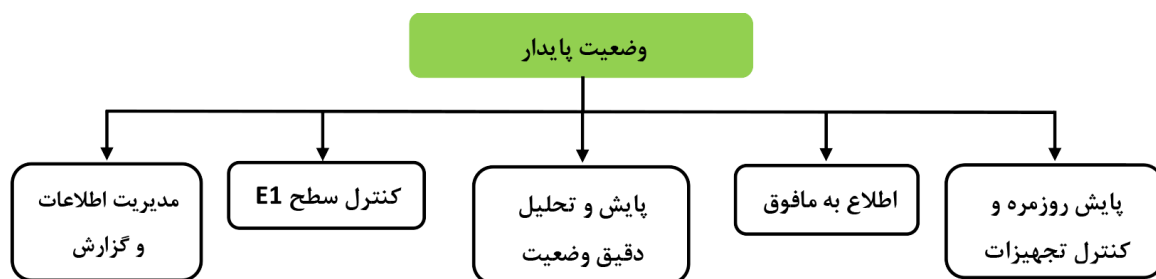 وضعیت پایدار
پایش روزمره و
کنترل تجهیزات
اطلاع به مافوق
پایش و تحلیل
دقیق وضعیت
کنترل سطح E1
مدیریت اطلاعات
و گزارش